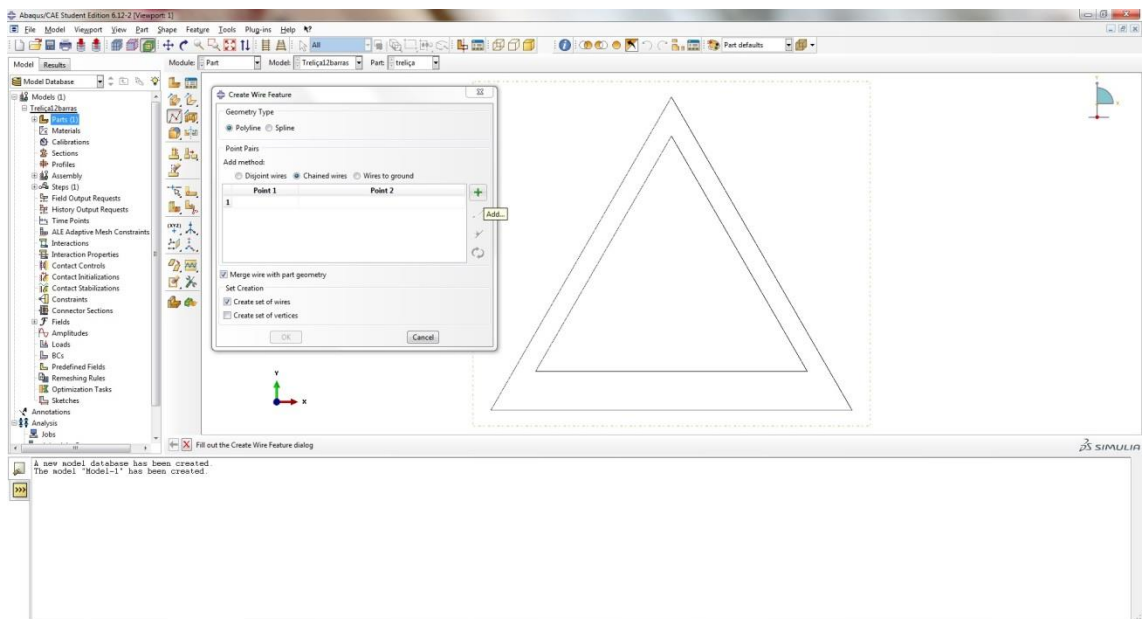 Abaqus/CAE Student Edition 6.12-2 [Viewport: 1]
File Model Viewport View Part Shape Feature Tools Plug-ins Help
All Part defaults
Model Results Module: Part Model: Treliça12barras Part: treliça
Model Database
Models (1)
Treliça12barras
Parts (1)
Materials
Calibrations
Sections
Profiles
Assembly
Steps (1)
Field Output Requests
History Output Requests
Time Points
ALE Adaptive Mesh Constraints
Interactions
Interaction Properties
Contact Controls
Contact Initializations
Contact Stabilizations
Constraints
Connector Sections
Fields
Amplitudes
Loads
BCs
Predefined Fields
Remeshing Rules
Optimization Tasks
Sketches
Annotations
Analysis
Jobs
Create Wire Feature
Geometry Type
Polyline Spline
Point Pairs
Add method:
Disjoint wires Chained wires Wires to ground
Point 1 Point 2
1
Add...
Merge wire with part geometry
Set Creation
Create set of wires
Create set of vertices
OK Cancel
Y
X
Fill out the Create Wire Feature dialog
SIMULIA
A new model database has been created.
The model "Model-1" has been created.